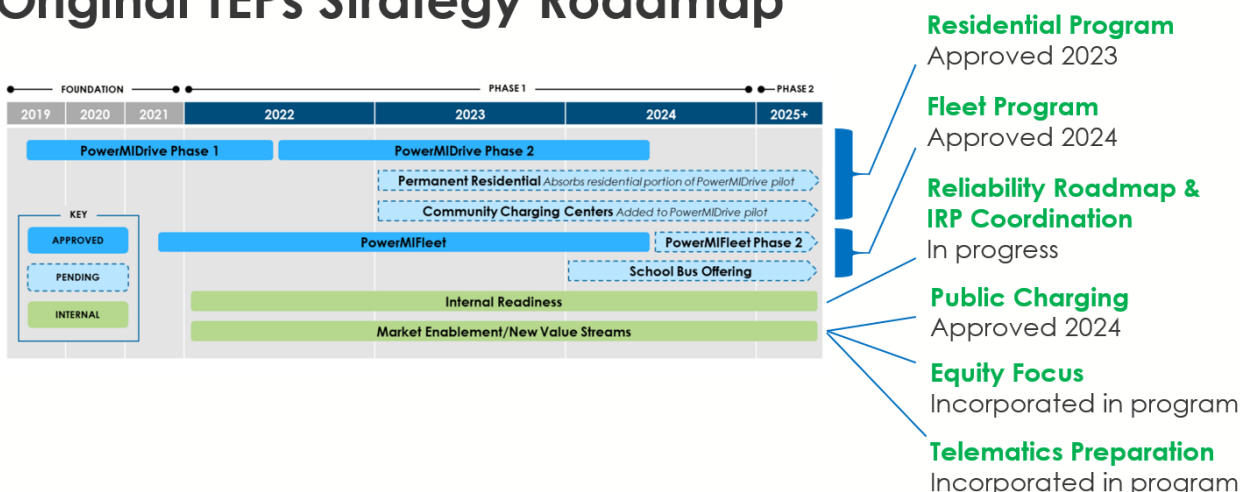 Original TEPs Strategy Roadmap
FOUNDATION
PHASE 1
PHASE 2
2019
2020
2021
2022
2023
2024
2025+
PowerMIDrive Phase 1
PowerMIDrive Phase 2
Permanent Residential Absorbs residential portion of PowerMIDrive pilot
Community Charging Centers Added to PowerMIDrive pilot
KEY
APPROVED
PENDING
INTERNAL
PowerMIFleet
PowerMIFleet Phase 2
School Bus Offering
Internal Readiness
Market Enablement/New Value Streams
Residential Program
Approved 2023
Fleet Program
Approved 2024
Reliability Roadmap &
IRP Coordination
In progress
Public Charging
Approved 2024
Equity Focus
Incorporated in program
Telematics Preparation
Incorporated in program